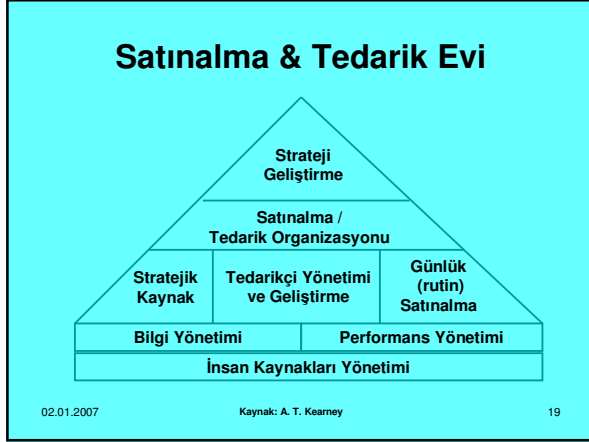 Satınalma & Tedarik Evi
Strateji
Geliştirme
Satınalma /
Tedarik Organizasyonu
Stratejik
Kaynak
Tedarikçi Yönetimi
ve Geliştirme
Günlük
(rutin)
Satınalma
Bilgi Yönetimi
Performans Yönetimi
İnsan Kaynakları Yönetimi
02.01.2007
Kaynak: A. T. Kearney
19